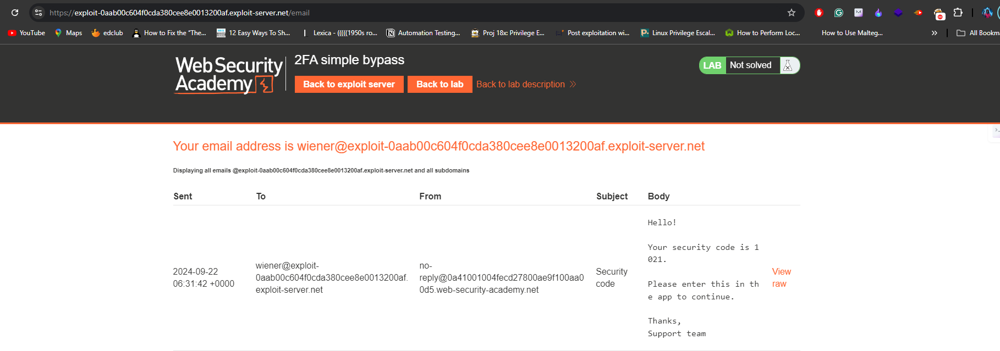 https://exploit-0aab00c604f0cda380cee8e0013200af.exploit-server.net/email
YouTube Maps edclub How to Fix the "The... 12 Easy Ways To Sh... Lexica - (((((1950s ro... Automation Testing... Proj 18x: Privilege E... Post exploitation wi... Linux Privilege Escal... How to Perform Loc... How to Use Malteg... » All Bookm
Web Security
Academy
2FA simple bypass
Back to exploit server Back to lab Back to lab description
LAB Not solved
Your email address is wiener@exploit-0aab00c604f0cda380cee8e0013200af.exploit-server.net
Displaying all emails @exploit-0aab00c604f0cda380cee8e0013200af.exploit-server.net and all subdomains
Sent To From Subject Body
2024-09-22
06:31:42 +0000
wiener@exploit-
0aab00c604f0cda380cee8e0013200af.
exploit-server.net
no-
reply@0a41001004fecd27800ae9f100aa0
0d5.web-security-academy.net
Security
code
Hello!
Your security code is 1
021.
Please enter this in th
e app to continue.
Thanks,
Support team
View
raw